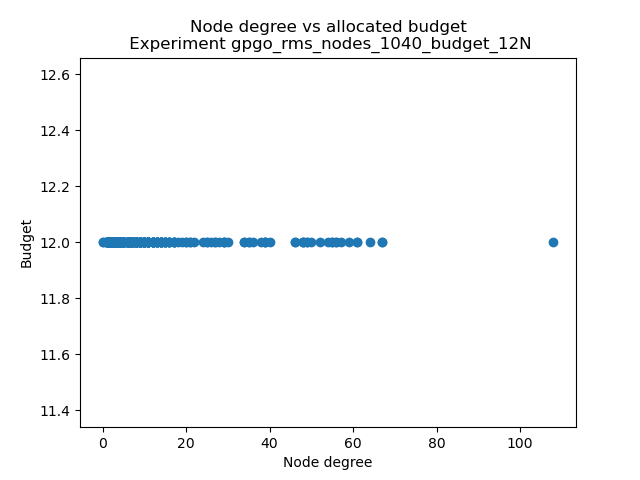 Node degree vs allocated budget
Experiment gpgo_rms_nodes_1040_budget_12N
12.6
12.4
12.2
12.0
11.8
11.6
11.4
Budget
0 20 40 60 80 100
Node degree